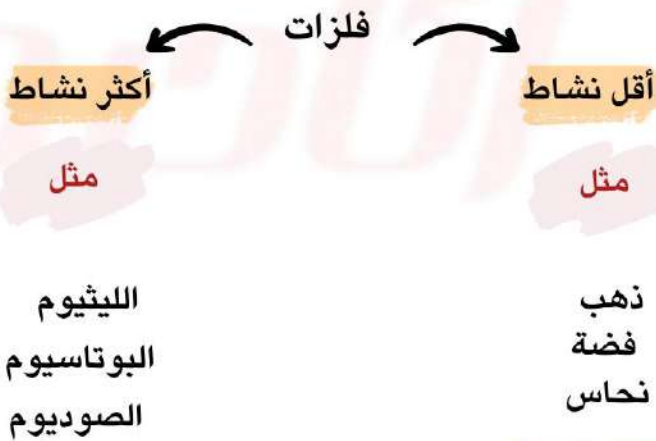 فلزات
أقل نشاط
أكثر نشاط
مثل
مثل
ذهب
فضة
نحاس
الليثيوم
البوتاسيوم
الصوديوم